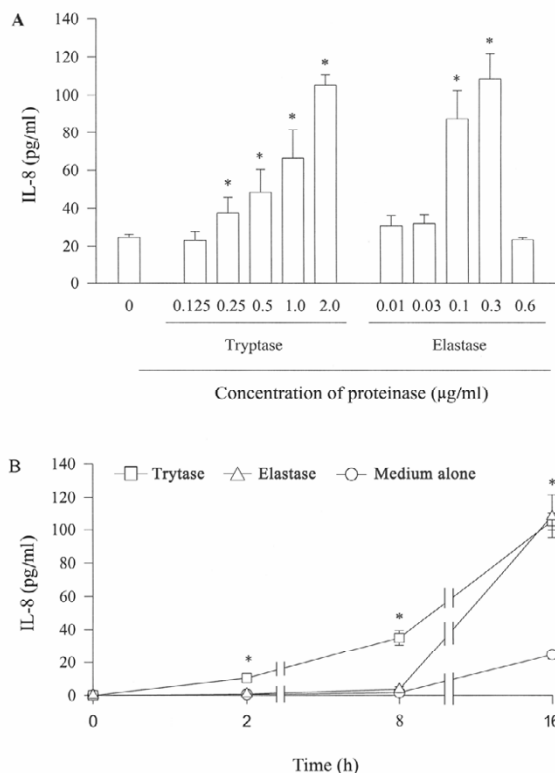 A
140
120
100
80
60
40
20
0
IL-8 (pg/ml)
* * * * * *
0 0.125 0.25 0.5 1.0 2.0 0.01 0.03 0.1 0.3 0.6
Tryptase Elastase
Concentration of proteinase (µg/ml)
B
140
120
100
80
60
40
20
0
IL-8 (pg/ml)
Trytase Elastase Medium alone
* * *
0 2 8 16
Time (h)